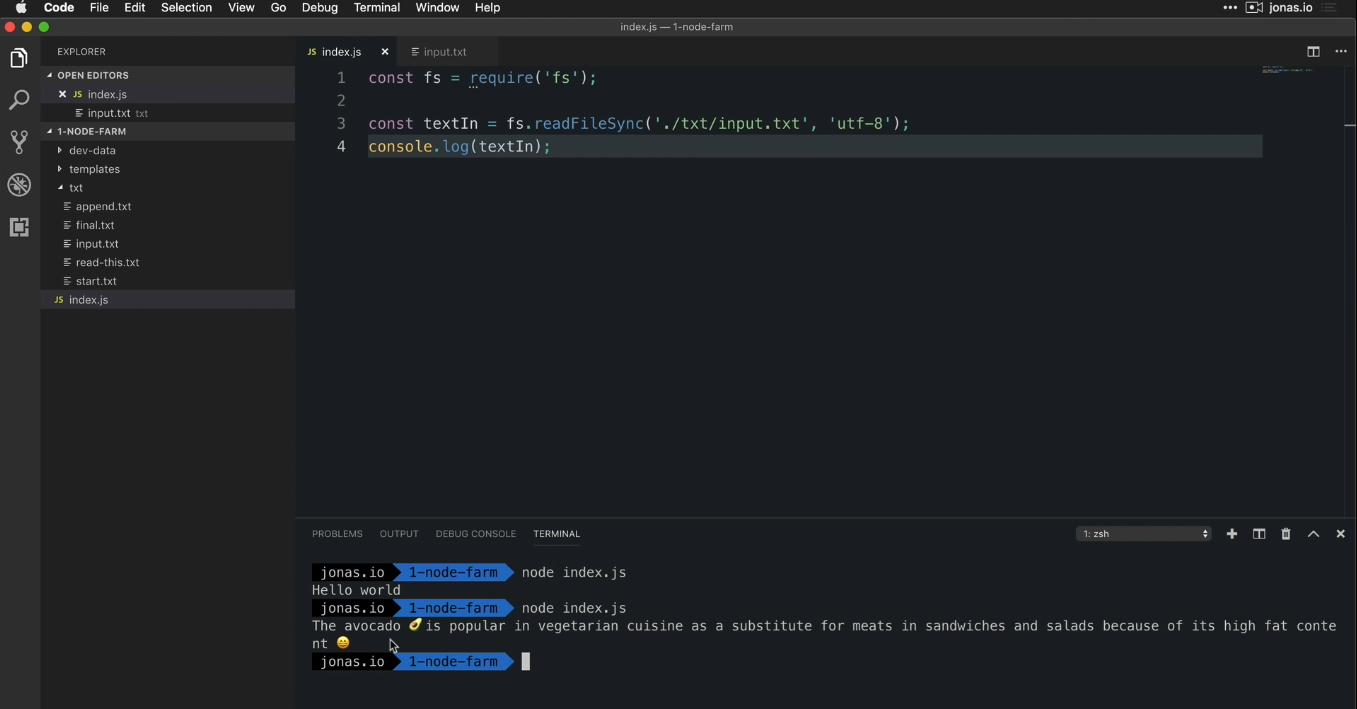 Code File Edit Selection View Go Debug Terminal Window Help ••• jonas.io
index.js — 1-node-farm
EXPLORER
OPEN EDITORS
JS index.js
input.txt txt
1-NODE-FARM
dev-data
templates
txt
append.txt
final.txt
input.txt
read-this.txt
start.txt
JS index.js
JS index.js input.txt
1 const fs = require('fs');
2
3 const textIn = fs.readFileSync('./txt/input.txt', 'utf-8');
4 console.log(textIn);
PROBLEMS OUTPUT DEBUG CONSOLE TERMINAL 1: zsh
jonas.io 1-node-farm node index.js
Hello world
jonas.io 1-node-farm node index.js
The avocado 🥑 is popular in vegetarian cuisine as a substitute for meats in sandwiches and salads because of its high fat conte
nt 😄
jonas.io 1-node-farm